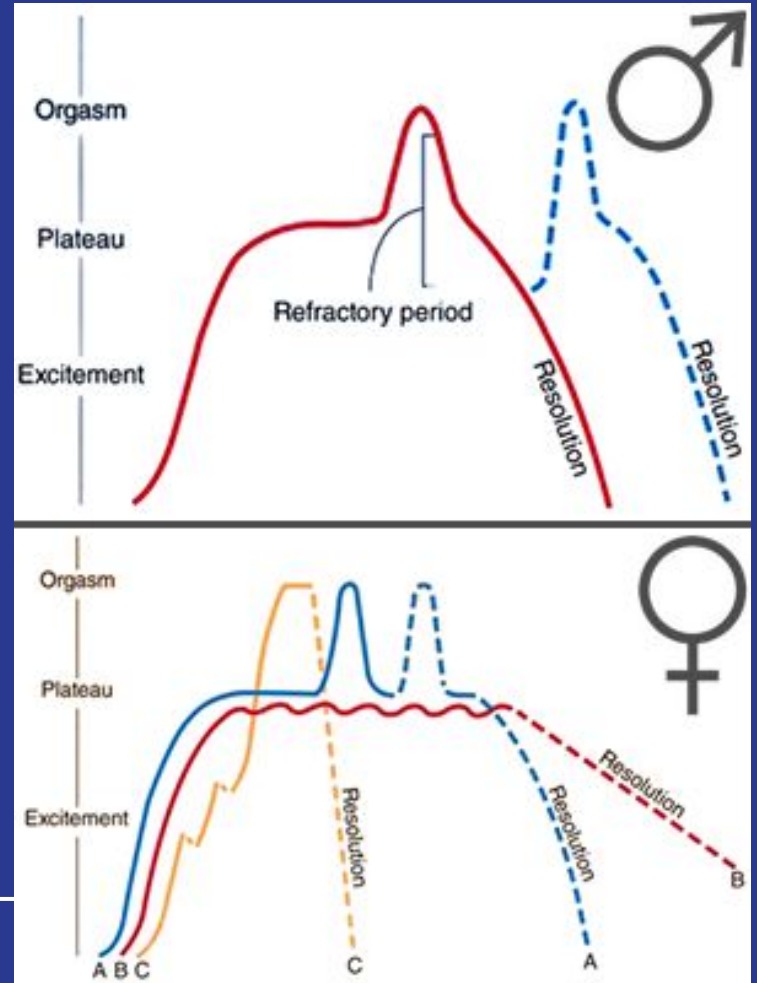 Orgasm
Plateau
Refractory period
Excitement
Resolution
Resolution
Orgasm
Plateau
Resolution
Excitement
Resolution
Resolution
B
A B C
C
A